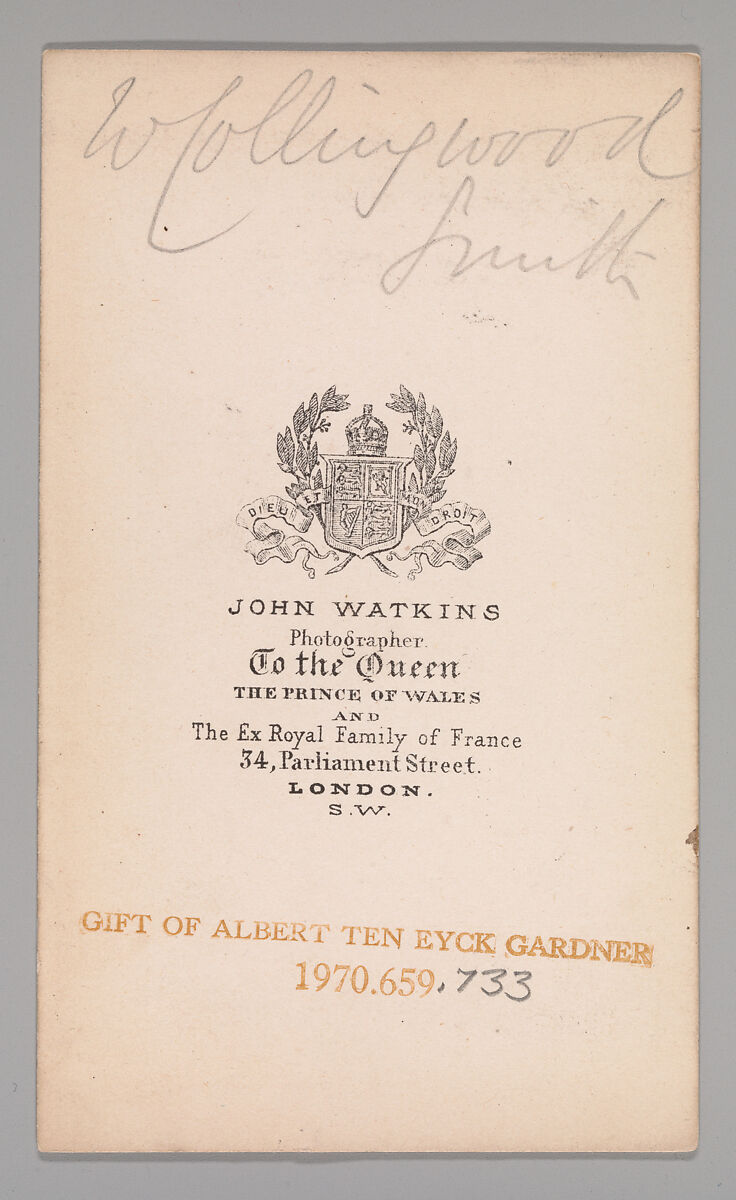 W Collingwood
Smith
DIEU ET MON DROIT
JOHN WATKINS
Photographer.
To the Queen
THE PRINCE OF WALES
AND
The Ex Royal Family of France
34, Parliament Street.
LONDON.
S.W.
GIFT OF ALBERT TEN EYCK GARDNER
1970.659.733